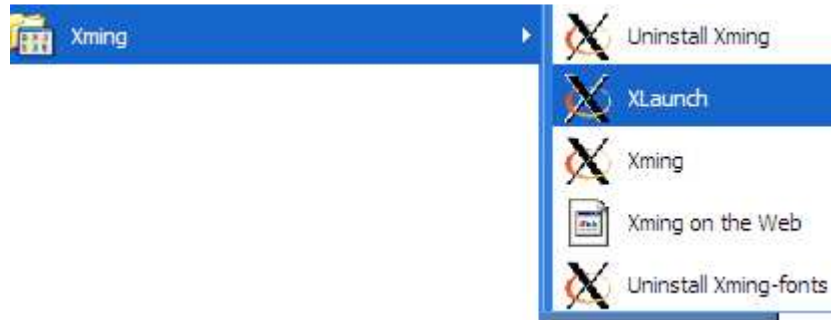 Xming
Uninstall Xming
XLaunch
Xming
Xming on the Web
Uninstall Xming-fonts